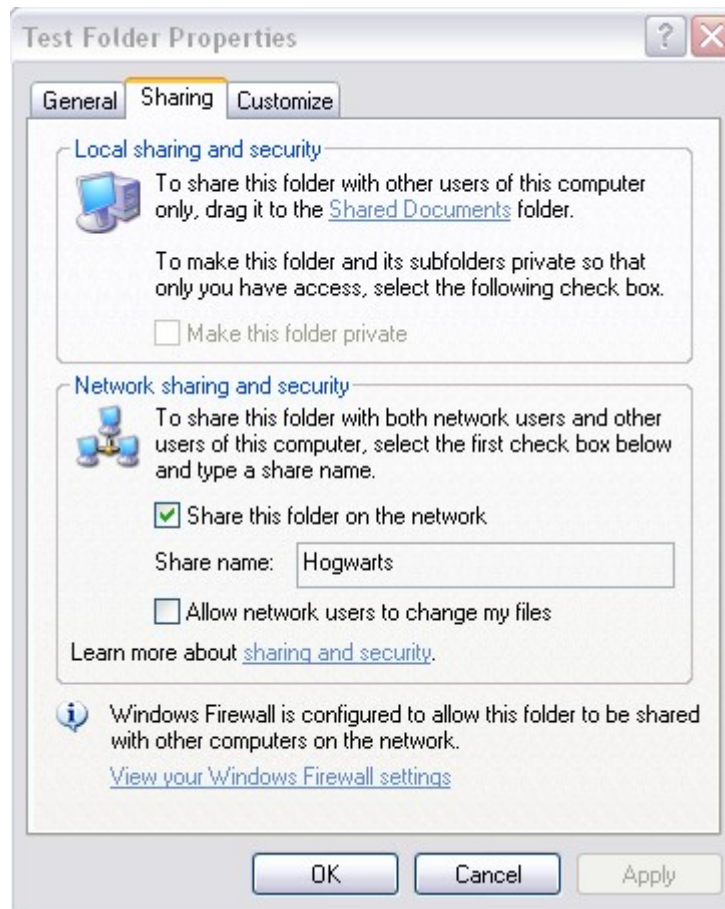 Test Folder Properties
General Sharing Customize
Local sharing and security
To share this folder with other users of this computer
only, drag it to the Shared Documents folder.
To make this folder and its subfolders private so that
only you have access, select the following check box.
Make this folder private
Network sharing and security
To share this folder with both network users and other
users of this computer, select the first check box below
and type a share name.
Share this folder on the network
Share name: Hogwarts
Allow network users to change my files
Learn more about sharing and security.
Windows Firewall is configured to allow this folder to be shared
with other computers on the network.
View your Windows Firewall settings
OK Cancel Apply